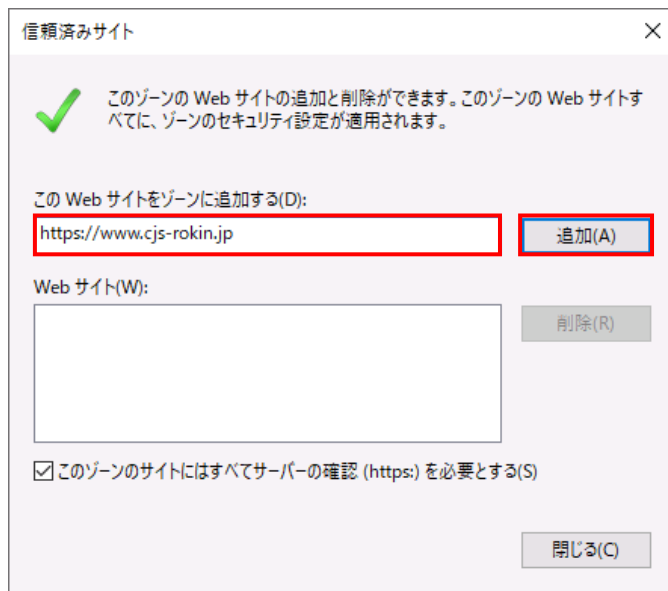 信頼済みサイト
このゾーンの Web サイトの追加と削除ができます。このゾーンの Web サイトす
べてに、ゾーンのセキュリティ設定が適用されます。
この Web サイトをゾーンに追加する(D):
https://www.cjs-rokin.jp
追加(A)
Web サイト(W):
削除(R)
このゾーンのサイトにはすべてサーバーの確認 (https:) を必要とする(S)
閉じる(C)